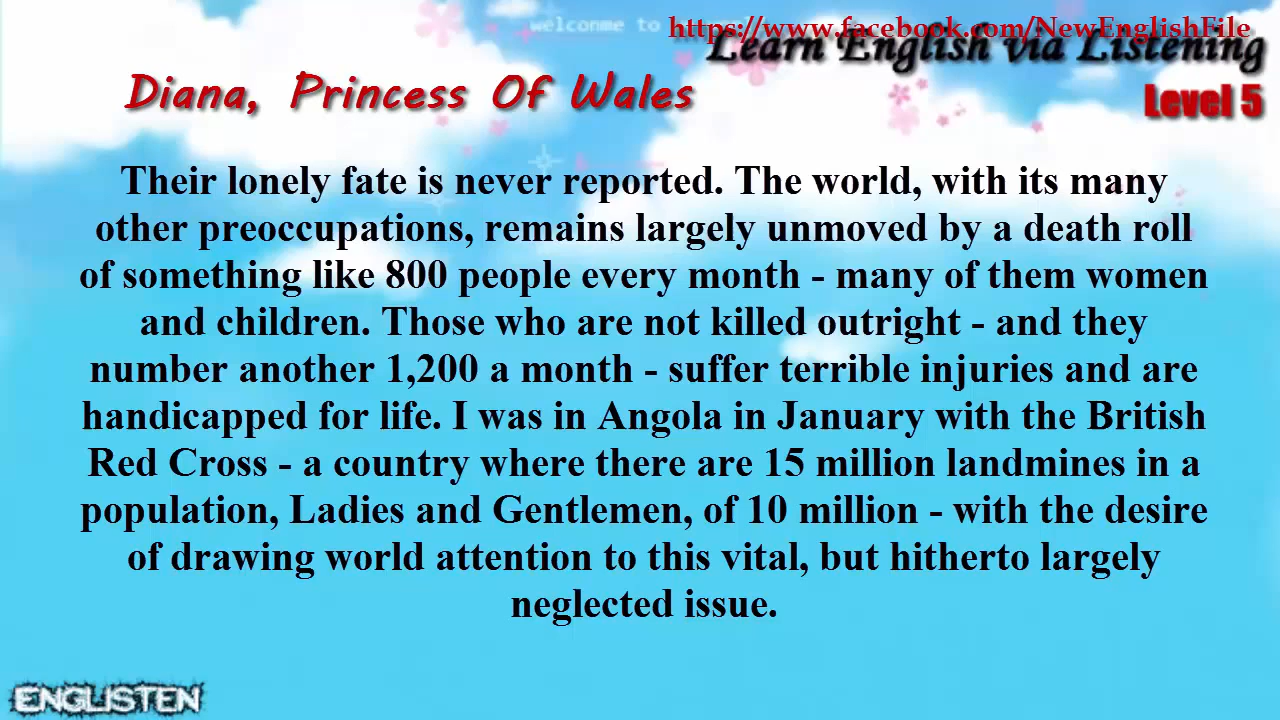 welconme to
https://www.facebook.com/NewEnglishFile
Learn English via Listening
Diana, Princess Of Wales
Level 5
Their lonely fate is never reported. The world, with its many
other preoccupations, remains largely unmoved by a death roll
of something like 800 people every month - many of them women
and children. Those who are not killed outright - and they
number another 1,200 a month - suffer terrible injuries and are
handicapped for life. I was in Angola in January with the British
Red Cross - a country where there are 15 million landmines in a
population, Ladies and Gentlemen, of 10 million - with the desire
of drawing world attention to this vital, but hitherto largely
neglected issue.
ENGLISTEN